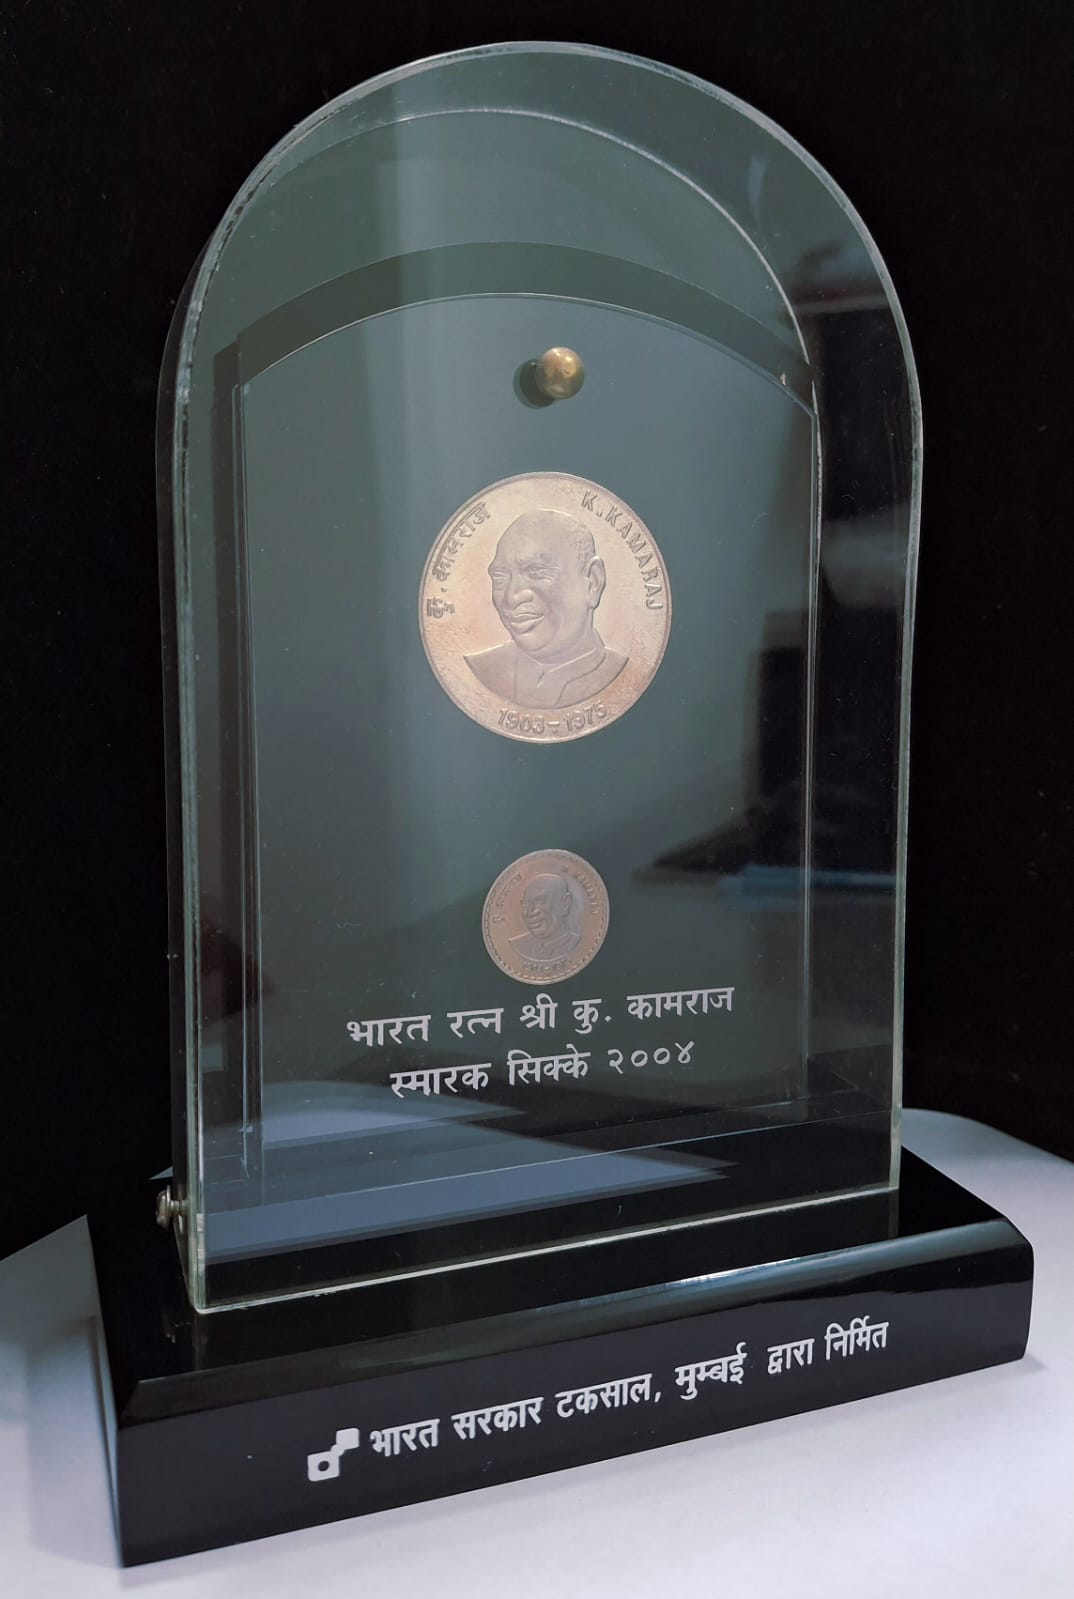 कु. कामराज
K. KAMARAJ
1903-1975
भारत रत्न श्री कु. कामराज
स्मारक सिक्के २००४
भारत सरकार टकसाल, मुम्बई द्वारा निर्मित